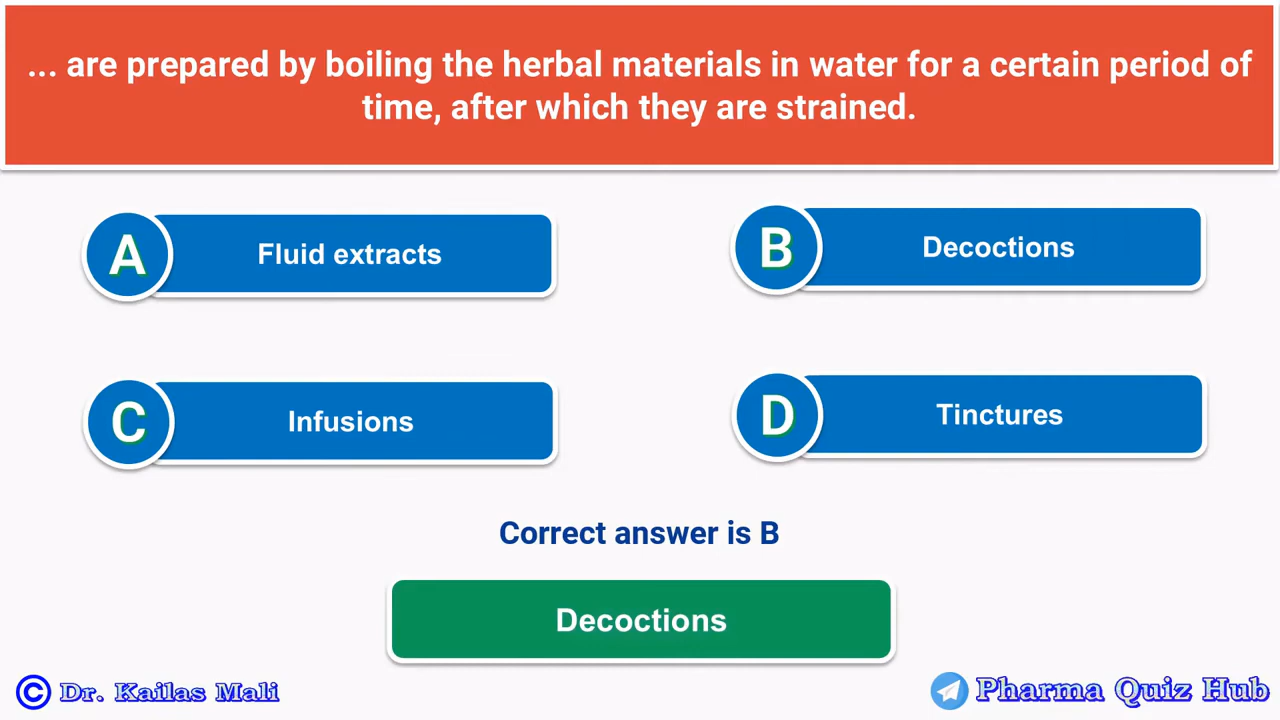 ... are prepared by boiling the herbal materials in water for a certain period of
time, after which they are strained.
A Fluid extracts
B Decoctions
C Infusions
D Tinctures
Correct answer is B
Decoctions
© Dr. Kailas Mali
Pharma Quiz Hub